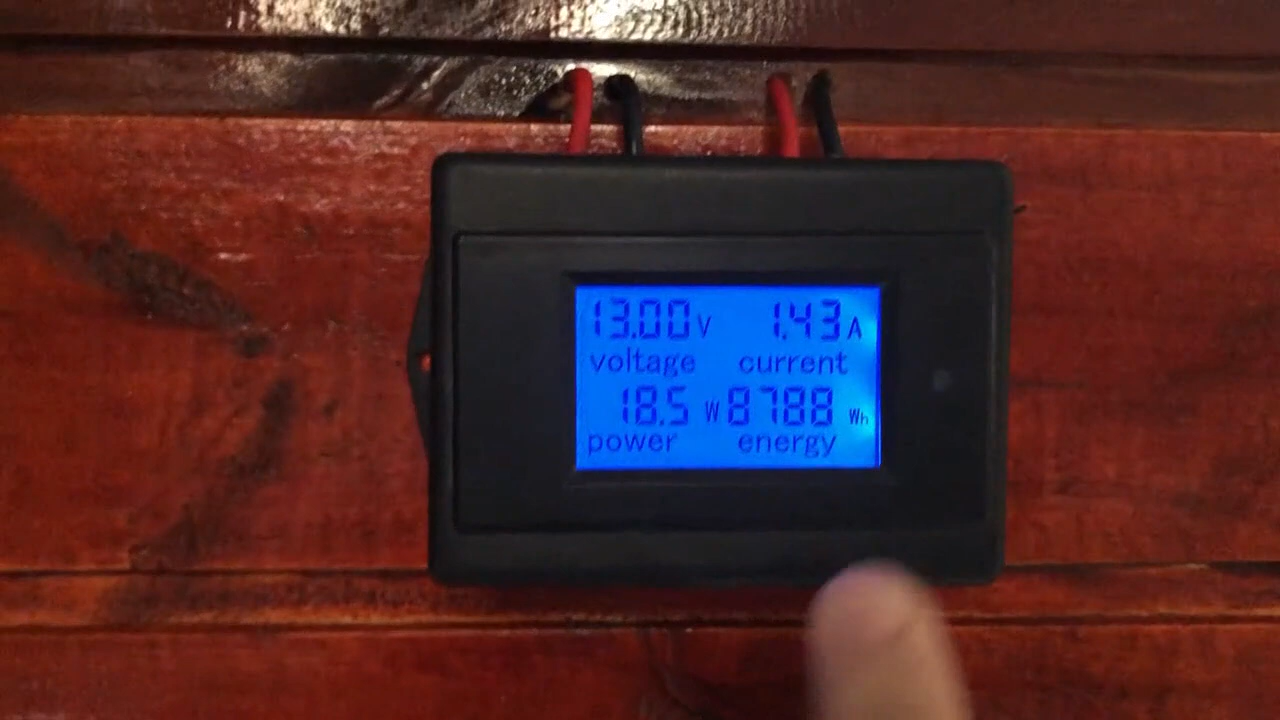 13.00 V 1.43 A
voltage current
18.5 W 8788 Wh
power energy